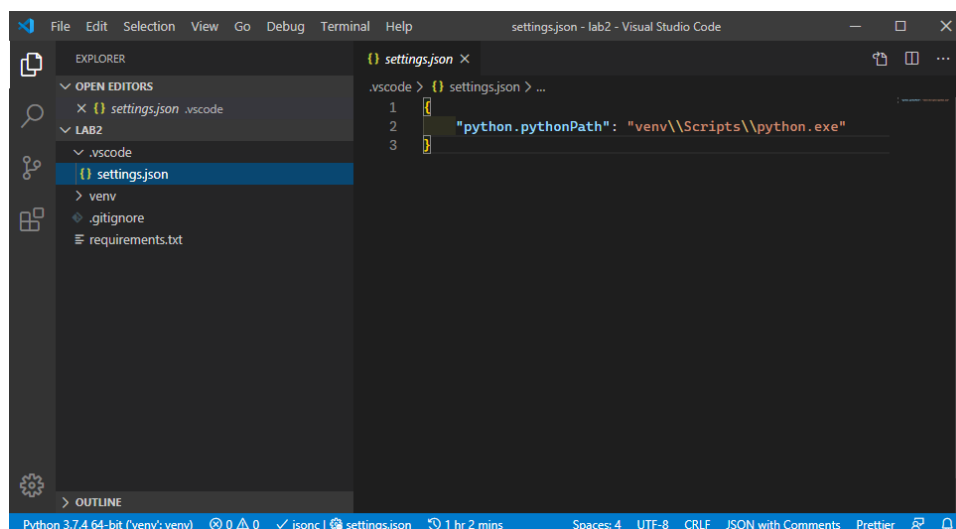 File Edit Selection View Go Debug Terminal Help settings.json - lab2 - Visual Studio Code
EXPLORER
OPEN EDITORS
{} settings.json .vscode
LAB2
.vscode
{} settings.json
venv
.gitignore
requirements.txt
OUTLINE
{} settings.json
.vscode > {} settings.json > ...
1 {
2 "python.pythonPath": "venv\\Scripts\\python.exe"
3 }
Python 3.7.4 64-bit ('venv': venv) 0 0 jsonc | settings.json 1 hr 2 mins Spaces: 4 UTF-8 CRLF JSON with Comments Prettier